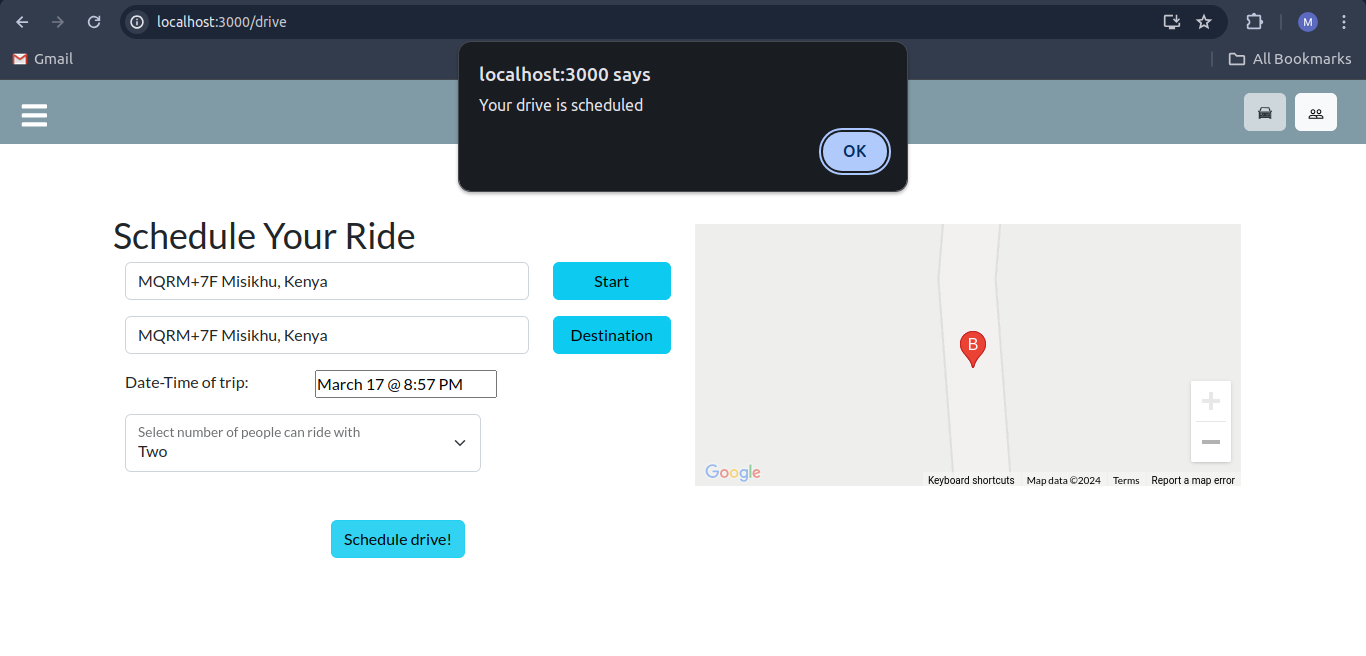 localhost:3000/drive
M
Gmail
All Bookmarks
localhost:3000 says
Your drive is scheduled
OK
Schedule Your Ride
MQRM+7F Misikhu, Kenya
Start
MQRM+7F Misikhu, Kenya
Destination
Date-Time of trip:
March 17 @ 8:57 PM
Select number of people can ride with
Two
Schedule drive!
B
Google
Keyboard shortcuts
Map data ©2024
Terms
Report a map error